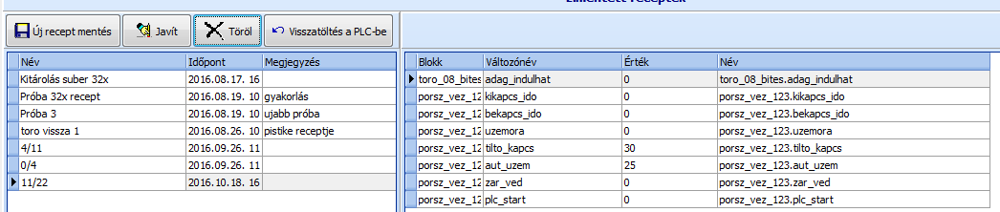 Elmentett receptek
Új recept mentés Javít Töröl Visszatöltés a PLC-be
Név Időpont Megjegyzés
Kitárolás suber 32x 2016.08.17. 16
Próba 32x recept 2016.08.19. 10 gyakorlás
Próba 3 2016.08.19. 10 ujabb próba
toro vissza 1 2016.08.26. 10 pistike receptje
4/11 2016.09.26. 11
0/4 2016.09.26. 11
11/22 2016.10.18. 16
Blokk Változónév Érték Név
toro_08_bites adag_indulhat 0 toro_08_bites.adag_indulhat
porsz_vez_12 kikapcs_ido 0 porsz_vez_123.kikapcs_ido
porsz_vez_12 bekapcs_ido 0 porsz_vez_123.bekapcs_ido
porsz_vez_12 uzemora 0 porsz_vez_123.uzemora
porsz_vez_12 tilto_kapcs 30 porsz_vez_123.tilto_kapcs
porsz_vez_12 aut_uzem 25 porsz_vez_123.aut_uzem
porsz_vez_12 zar_ved 0 porsz_vez_123.zar_ved
porsz_vez_12 plc_start 0 porsz_vez_123.plc_start